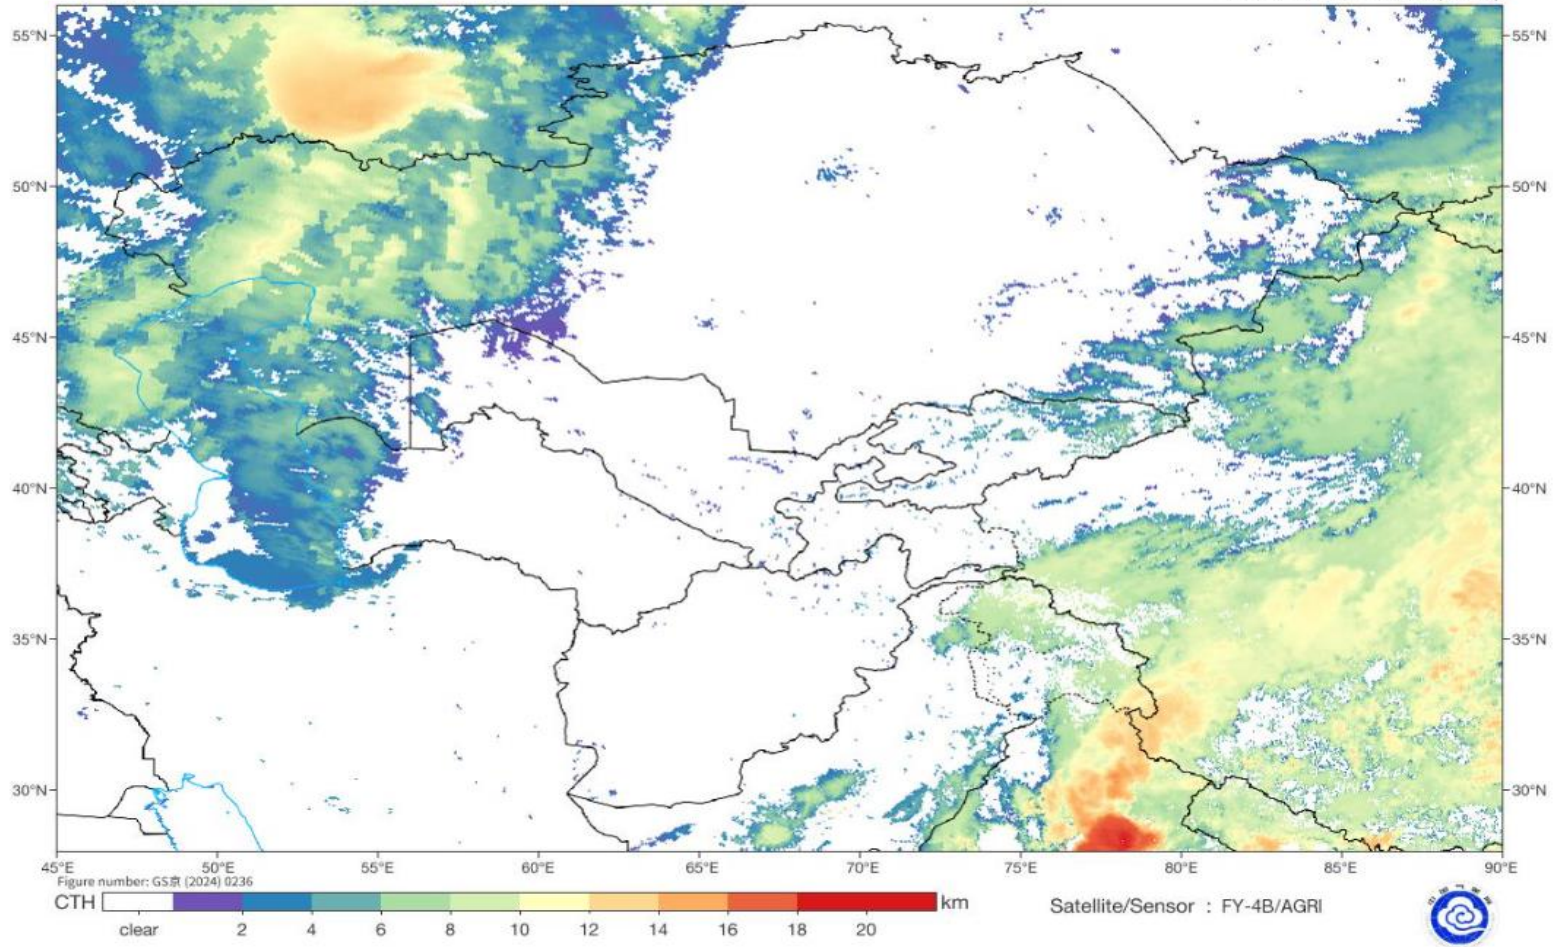 55°N
55°N
50°N
50°N
45°N
45°N
40°N
40°N
35°N
35°N
30°N
30°N
45°E 50°E 55°E 60°E 65°E 70°E 75°E 80°E 85°E 90°E
Figure number: GS京 (2024) 0236
CTH km
clear 2 4 6 8 10 12 14 16 18 20
Satellite/Sensor : FY-4B/AGRI